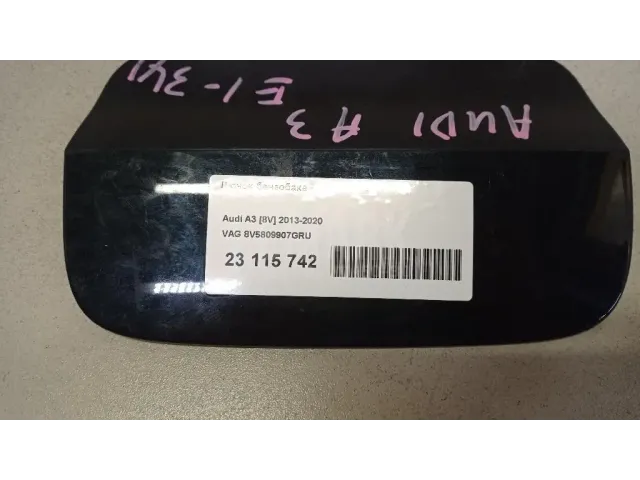 E1-341
AUDI A3
Лючок бензобака
Audi A3 [8V] 2013-2020
VAG 8V5809907GRU
23 115 742